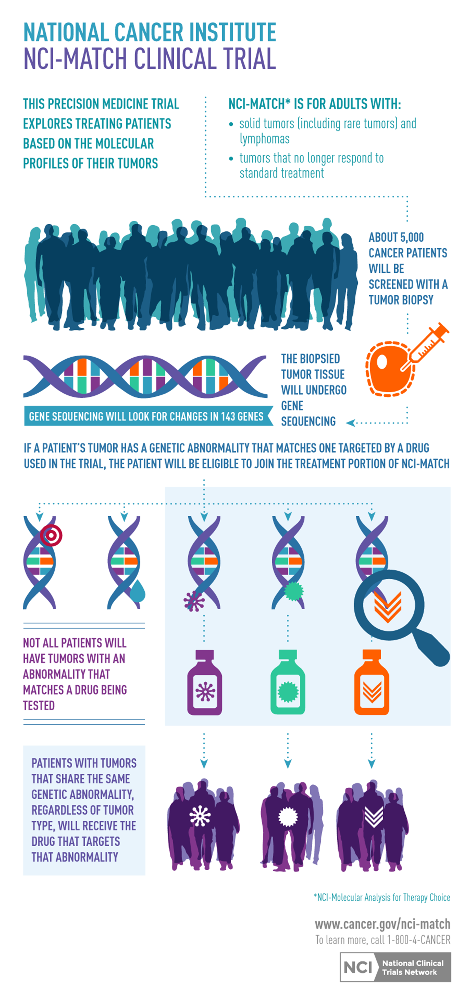 NATIONAL CANCER INSTITUTE
NCI-MATCH CLINICAL TRIAL
THIS PRECISION MEDICINE TRIAL
EXPLORES TREATING PATIENTS
BASED ON THE MOLECULAR
PROFILES OF THEIR TUMORS
NCI-MATCH* IS FOR ADULTS WITH:
• solid tumors (including rare tumors) and
lymphomas
• tumors that no longer respond to
standard treatment
ABOUT 5,000
CANCER PATIENTS
WILL BE
SCREENED WITH A
TUMOR BIOPSY
THE BIOPSIED
TUMOR TISSUE
WILL UNDERGO
GENE
SEQUENCING
GENE SEQUENCING WILL LOOK FOR CHANGES IN 143 GENES
IF A PATIENT'S TUMOR HAS A GENETIC ABNORMALITY THAT MATCHES ONE TARGETED BY A DRUG
USED IN THE TRIAL, THE PATIENT WILL BE ELIGIBLE TO JOIN THE TREATMENT PORTION OF NCI-MATCH
NOT ALL PATIENTS WILL
HAVE TUMORS WITH AN
ABNORMALITY THAT
MATCHES A DRUG BEING
TESTED
PATIENTS WITH TUMORS
THAT SHARE THE SAME
GENETIC ABNORMALITY,
REGARDLESS OF TUMOR
TYPE, WILL RECEIVE THE
DRUG THAT TARGETS
THAT ABNORMALITY
*NCI-Molecular Analysis for Therapy Choice
www.cancer.gov/nci-match
To learn more, call 1-800-4-CANCER
NCI National Clinical
Trials Network